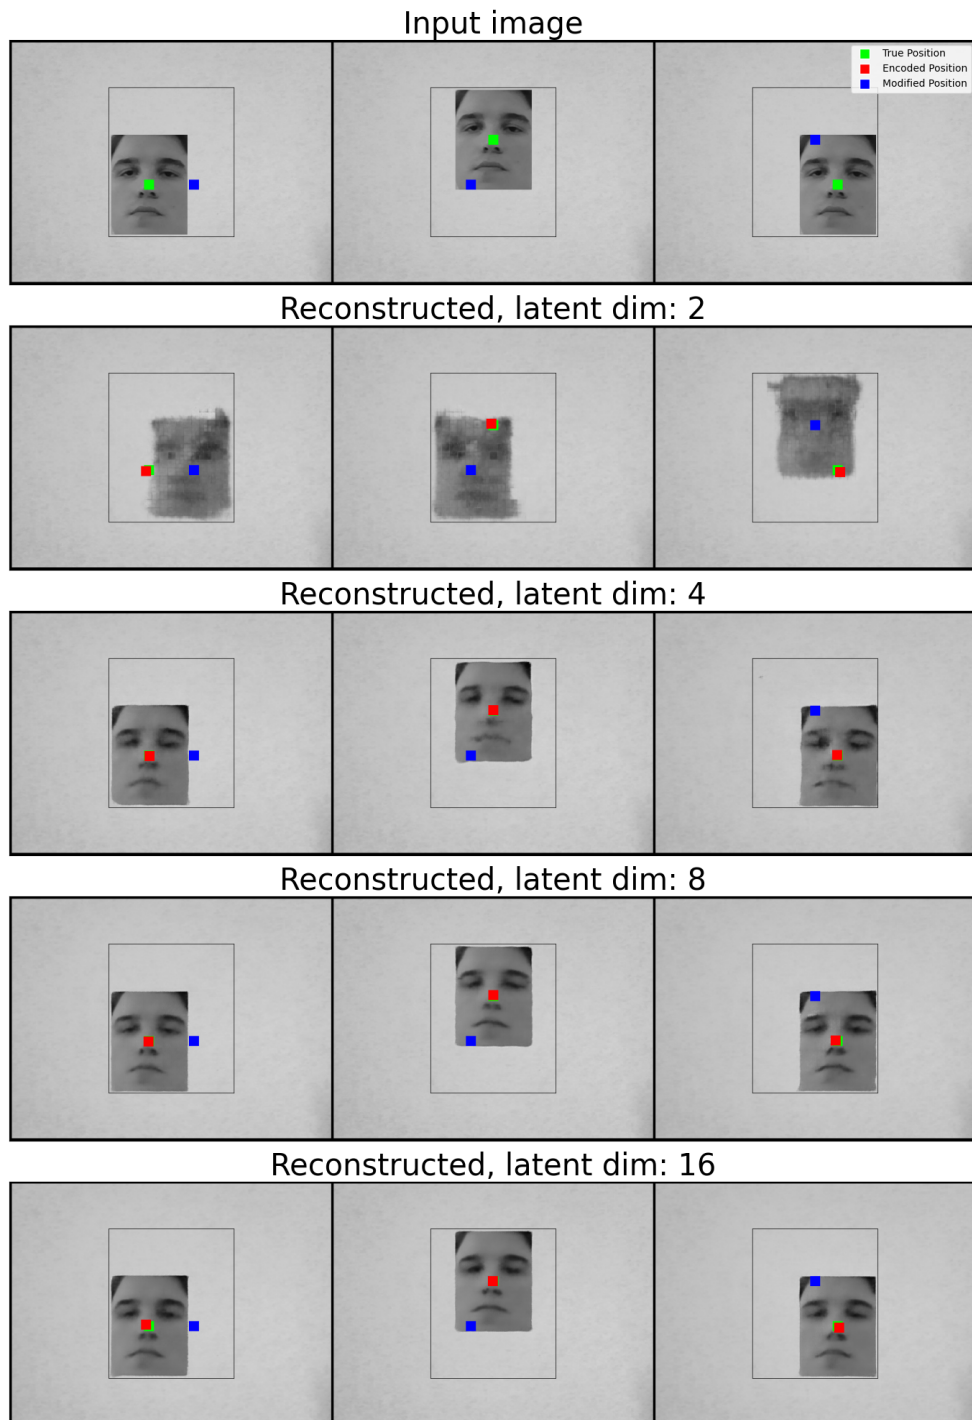 Input image
True Position
Encoded Position
Modified Position
Reconstructed, latent dim: 2
Reconstructed, latent dim: 4
Reconstructed, latent dim: 8
Reconstructed, latent dim: 16